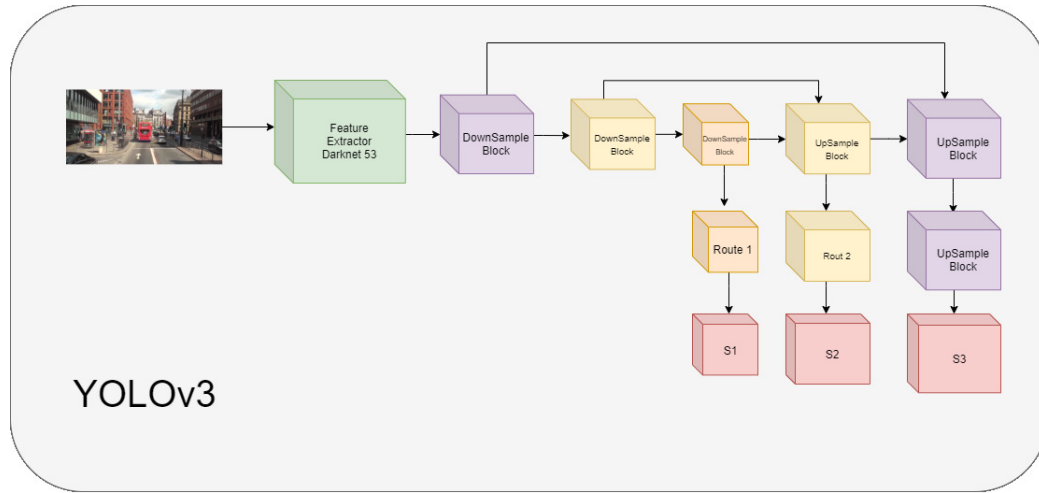 Feature
Extractor
Darknet 53
DownSample
Block
DownSample
Block
DownSample
Block
UpSample
Block
UpSample
Block
Route 1
Rout 2
UpSample
Block
S1
S2
S3
YOLOv3